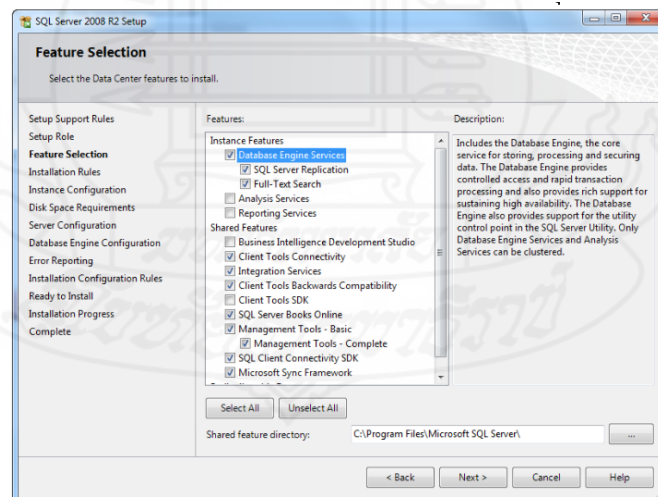 SQL Server 2008 R2 Setup
Feature Selection
Select the Data Center features to install.
Setup Support Rules
Setup Role
Feature Selection
Installation Rules
Instance Configuration
Disk Space Requirements
Server Configuration
Database Engine Configuration
Error Reporting
Installation Configuration Rules
Ready to Install
Installation Progress
Complete
Features:
Instance Features
Database Engine Services
SQL Server Replication
Full-Text Search
Analysis Services
Reporting Services
Shared Features
Business Intelligence Development Studio
Client Tools Connectivity
Integration Services
Client Tools Backwards Compatibility
Client Tools SDK
SQL Server Books Online
Management Tools - Basic
Management Tools - Complete
SQL Client Connectivity SDK
Microsoft Sync Framework
Description:
Includes the Database Engine, the core
service for storing, processing and securing
data. The Database Engine provides
controlled access and rapid transaction
processing and also provides rich support for
sustaining high availability. The Database
Engine also provides support for the utility
control point in the SQL Server Utility. Only
Database Engine Services and Analysis
Services can be clustered.
Select All
Unselect All
Shared feature directory:
C:\Program Files\Microsoft SQL Server\
...
< Back
Next >
Cancel
Help